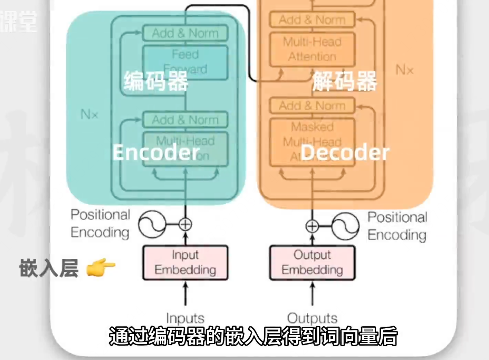 课堂
Add & Norm
Feed
Forward
编码器
N×
Add & Norm
Multi-Head
Encoder
Add & Norm
Multi-Head
Attention
解码器
N×
Add & Norm
Masked
Multi-Head
Decoder
Positional
Encoding
Positional
Encoding
嵌入层 👉
Input
Embedding
Output
Embedding
Inputs
Outputs
通过编码器的嵌入层得到词向量后